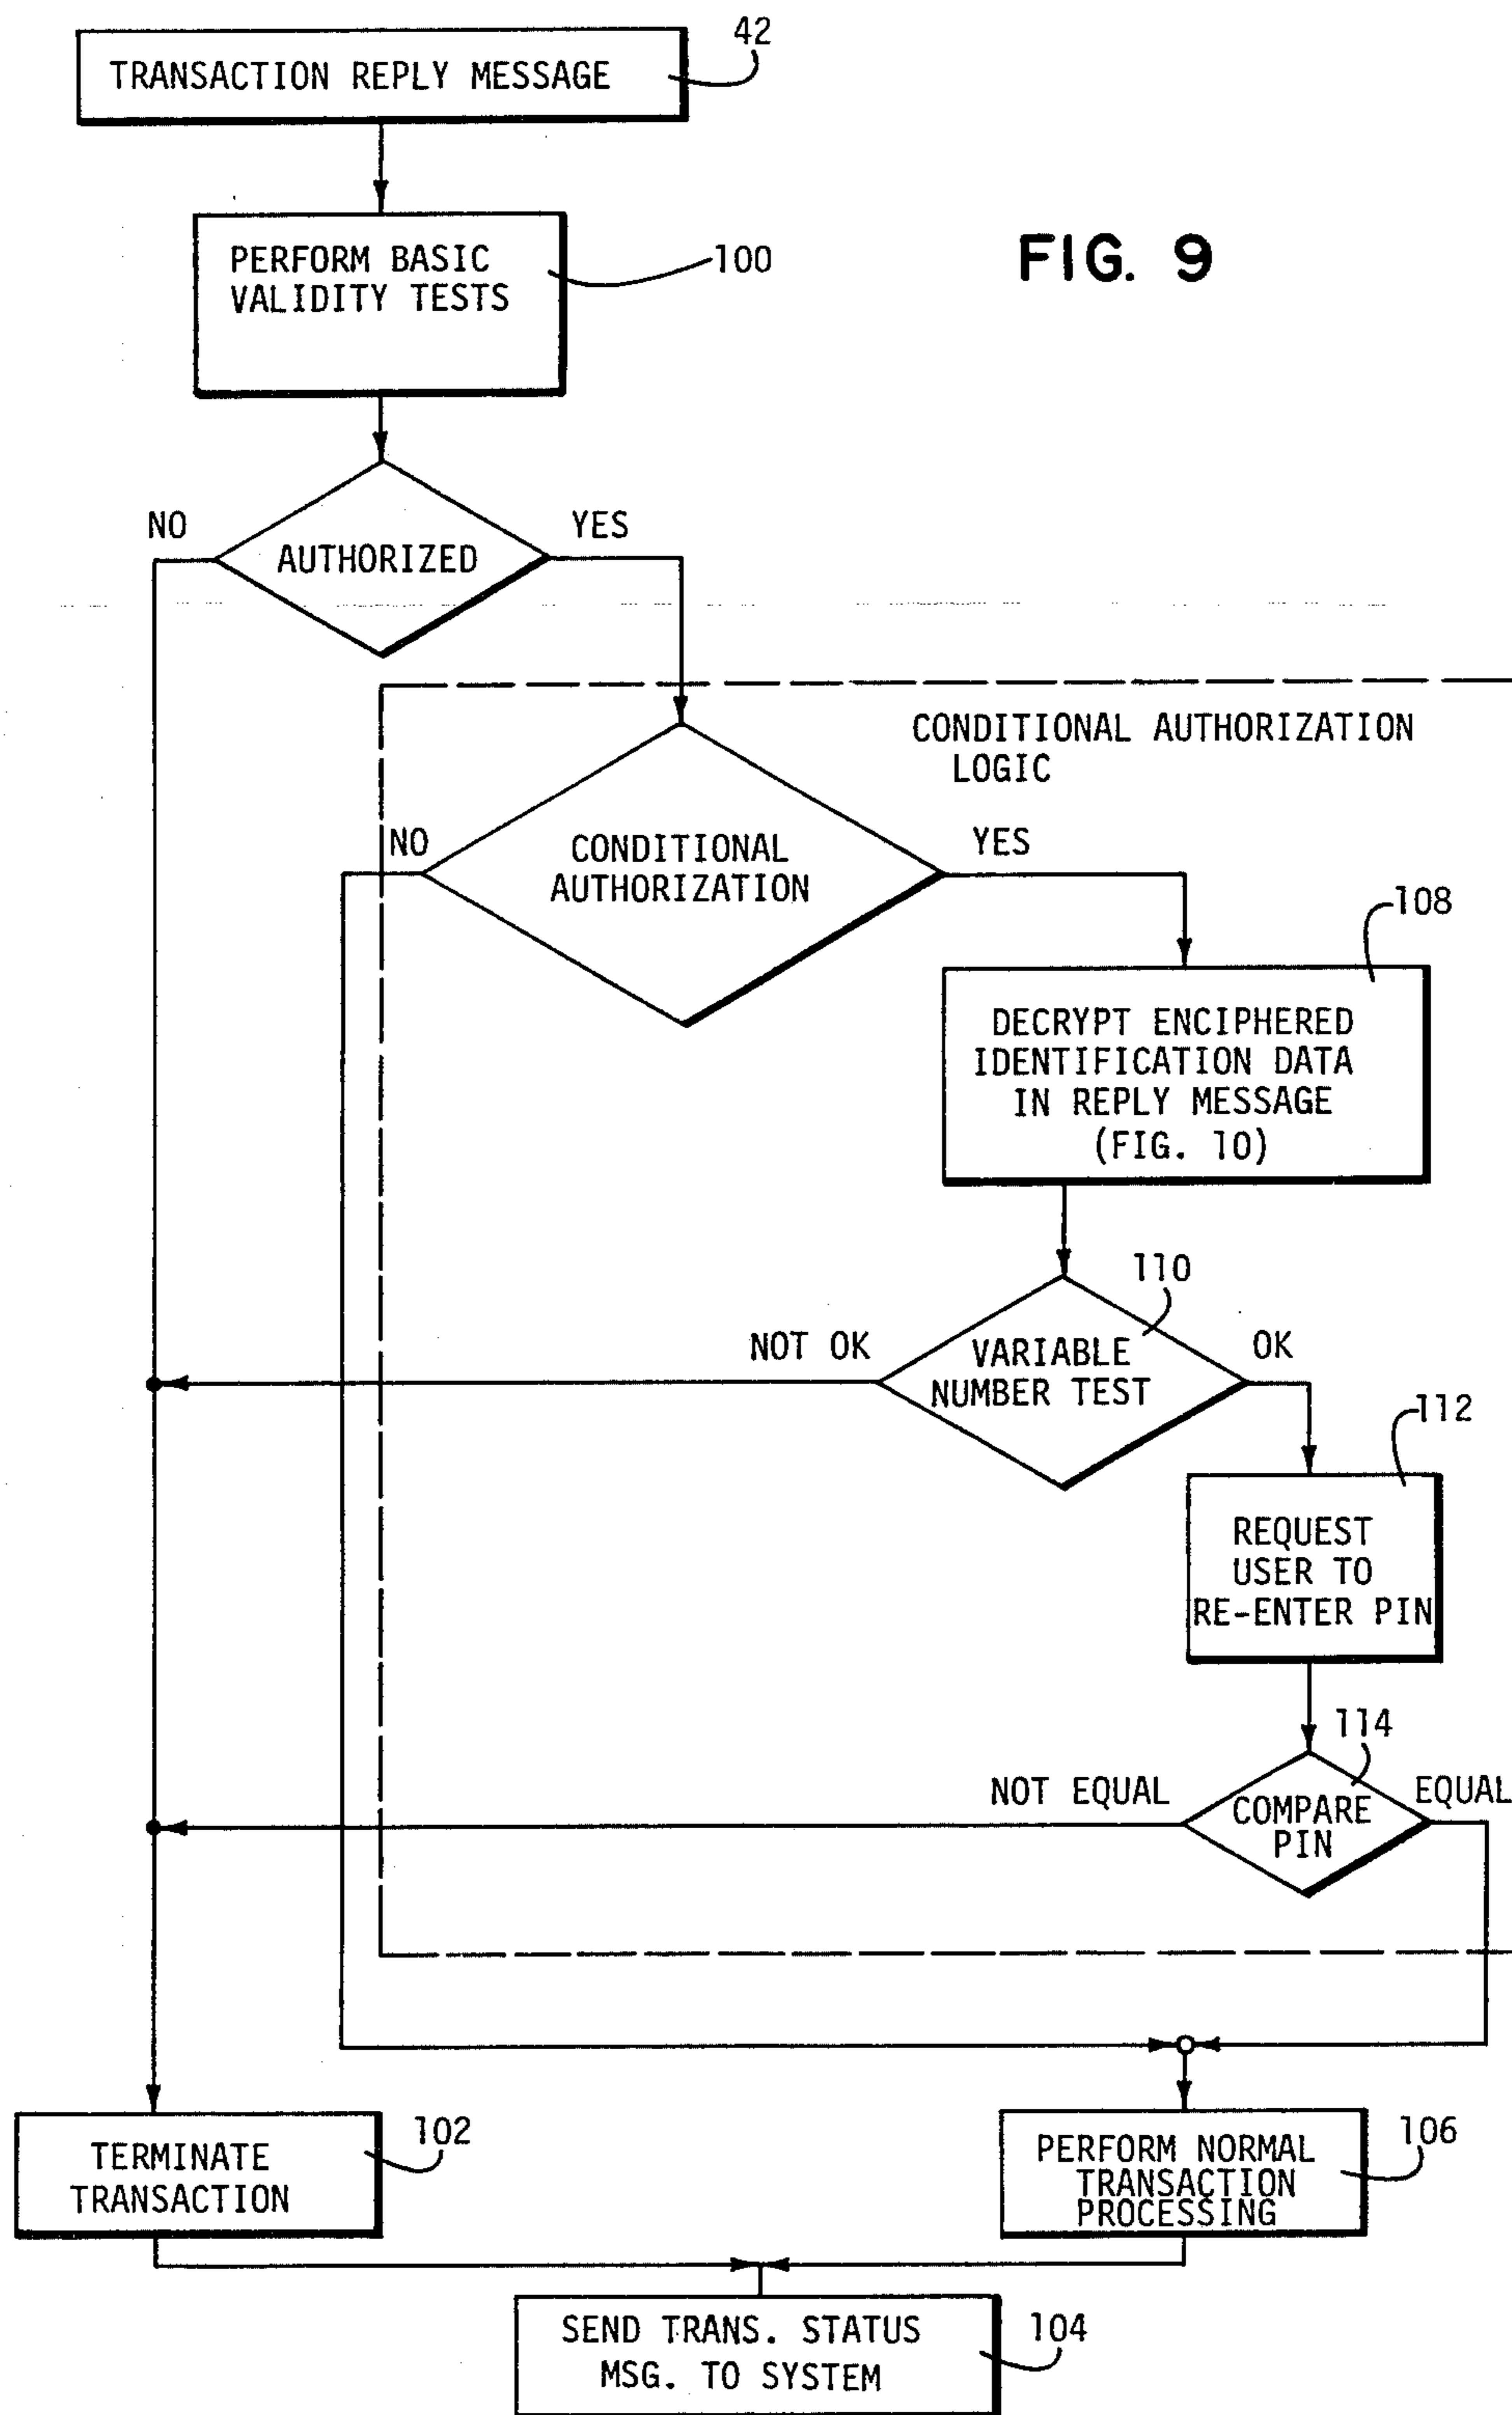 42
TRANSACTION REPLY MESSAGE
PERFORM BASIC
VALIDITY TESTS
100
FIG. 9
NO
YES
AUTHORIZED
CONDITIONAL AUTHORIZATION
LOGIC
NO
CONDITIONAL
AUTHORIZATION
YES
108
DECRYPT ENCIPHERED
IDENTIFICATION DATA
IN REPLY MESSAGE
(FIG. 10)
110
NOT OK
VARIABLE
NUMBER TEST
OK
112
REQUEST
USER TO
RE-ENTER PIN
114
NOT EQUAL
COMPARE
PIN
EQUAL
102
TERMINATE
TRANSACTION
106
PERFORM NORMAL
TRANSACTION
PROCESSING
SEND TRANS. STATUS
MSG. TO SYSTEM
104